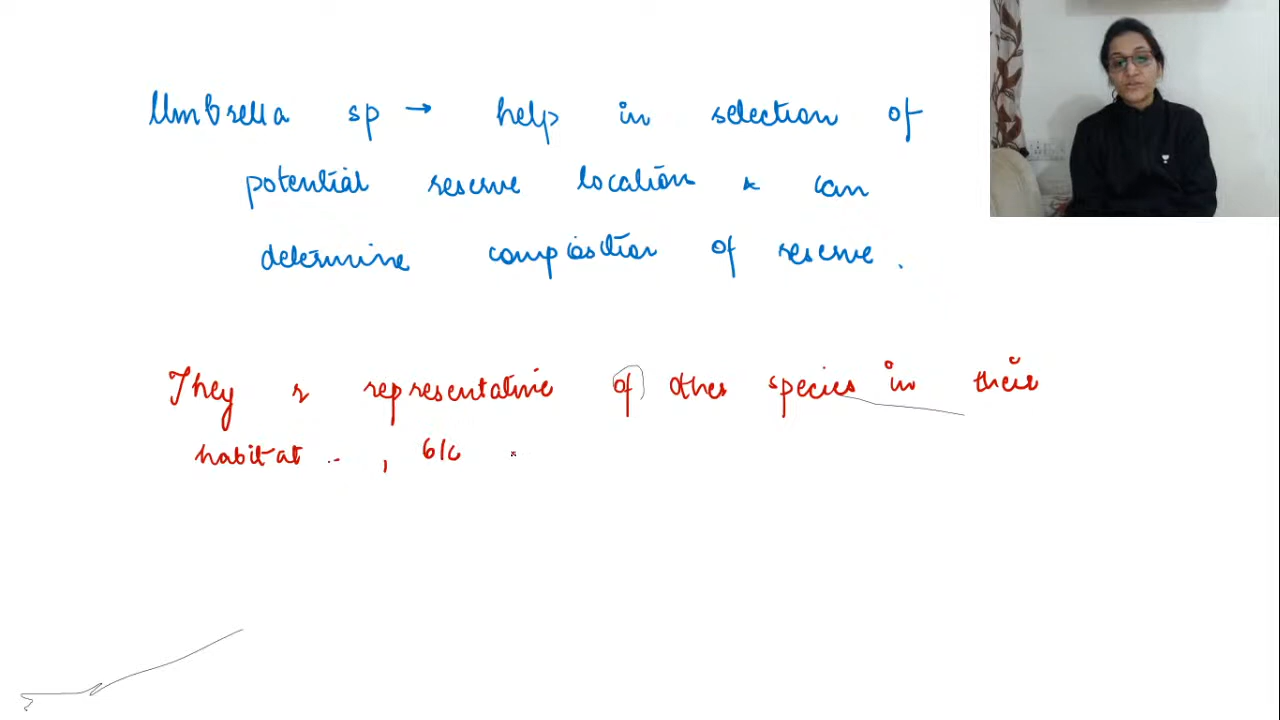 Umbrella sp → help in selection of
potential reserve location & can
determine composition of reserve.
They r representative of other species in their
habitat -- , b/c